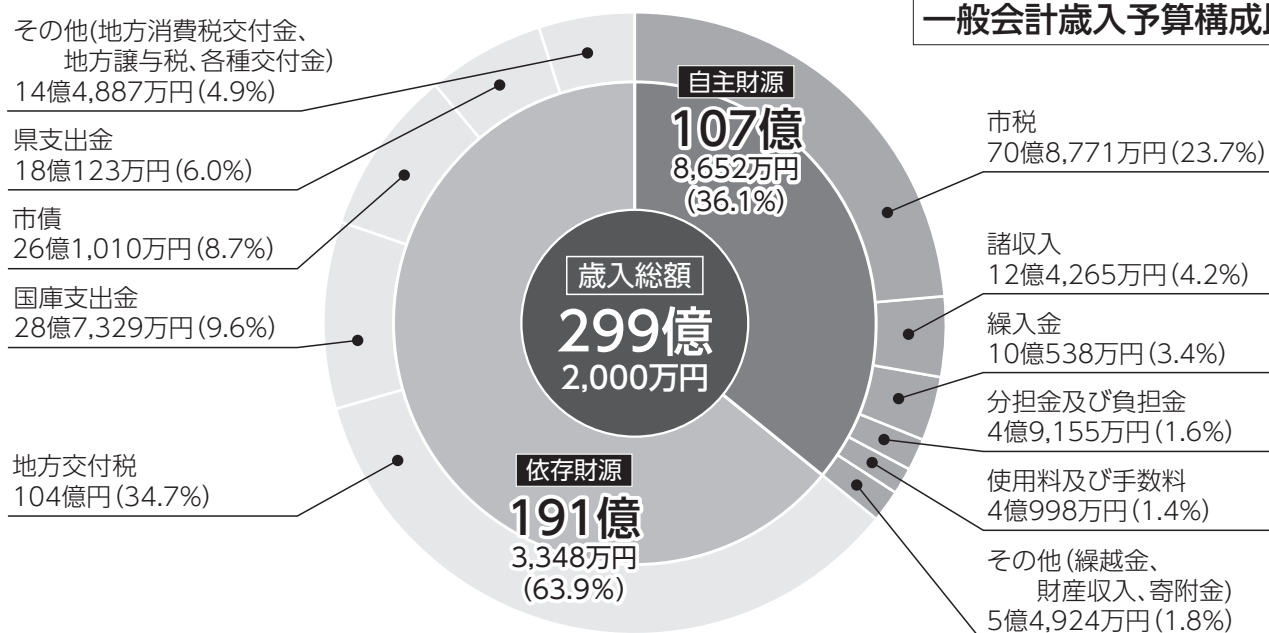 一般会計歳入予算構成
その他(地方消費税交付金、
地方譲与税、各種交付金)
14億4,887万円(4.9%)
県支出金
18億123万円(6.0%)
市債
26億1,010万円(8.7%)
国庫支出金
28億7,329万円(9.6%)
地方交付税
104億円(34.7%)
自主財源
107億
8,652万円
(36.1%)
歳入総額
299億
2,000万円
依存財源
191億
3,348万円
(63.9%)
市税
70億8,771万円(23.7%)
諸収入
12億4,265万円(4.2%)
繰入金
10億538万円(3.4%)
分担金及び負担金
4億9,155万円(1.6%)
使用料及び手数料
4億998万円(1.4%)
その他(繰越金、
財産収入、寄附金)
5億4,924万円(1.8%)